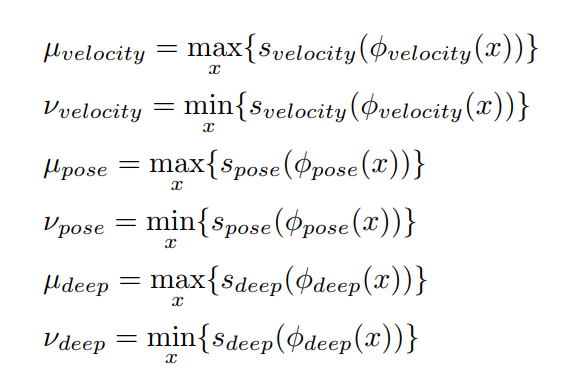 μ_velocity = max_x{s_velocity(ϕ_velocity(x))}
ν_velocity = min_x{s_velocity(ϕ_velocity(x))}
μ_pose = max_x{s_pose(ϕ_pose(x))}
ν_pose = min_x{s_pose(ϕ_pose(x))}
μ_deep = max_x{s_deep(ϕ_deep(x))}
ν_deep = min_x{s_deep(ϕ_deep(x))}